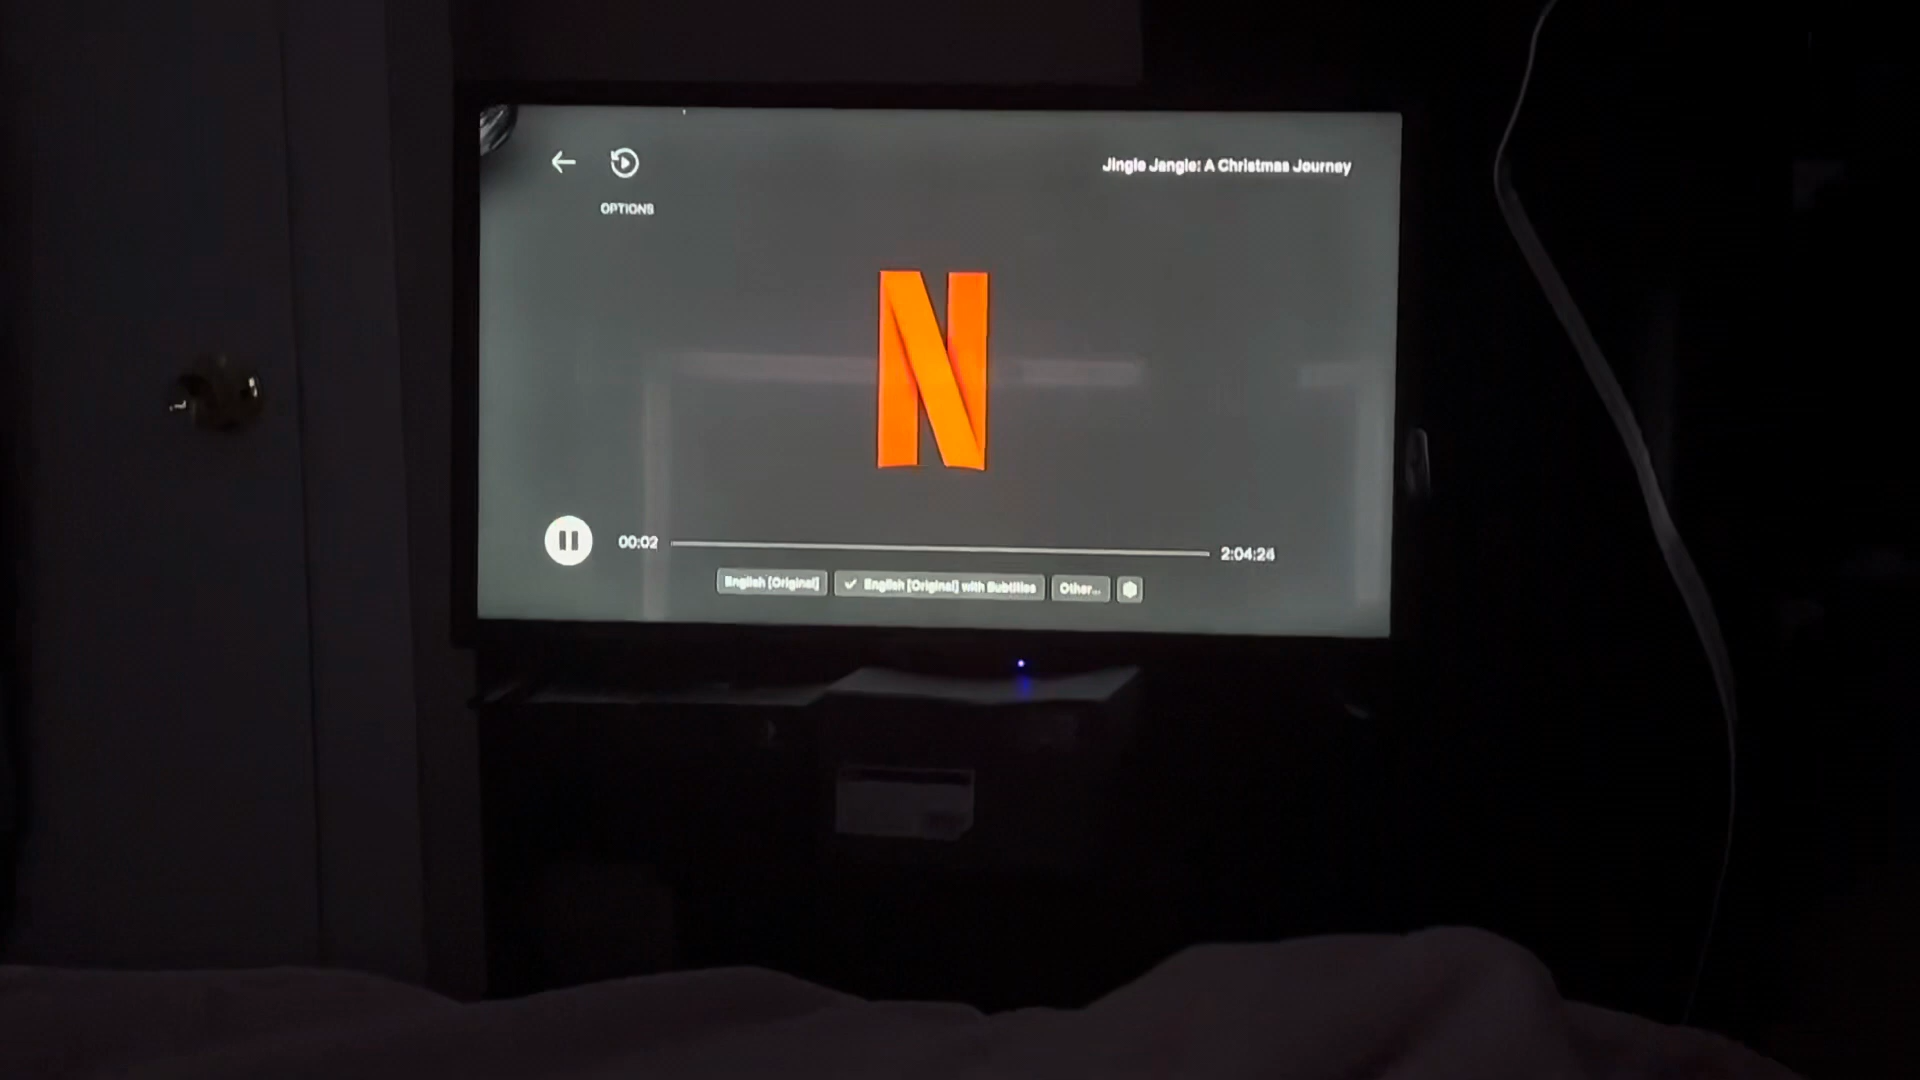 Jingle Jangle: A Christmas Journey
OPTIONS
N
00:02
2:04:24
English [Original]
English [Original] with Subtitles
Other...